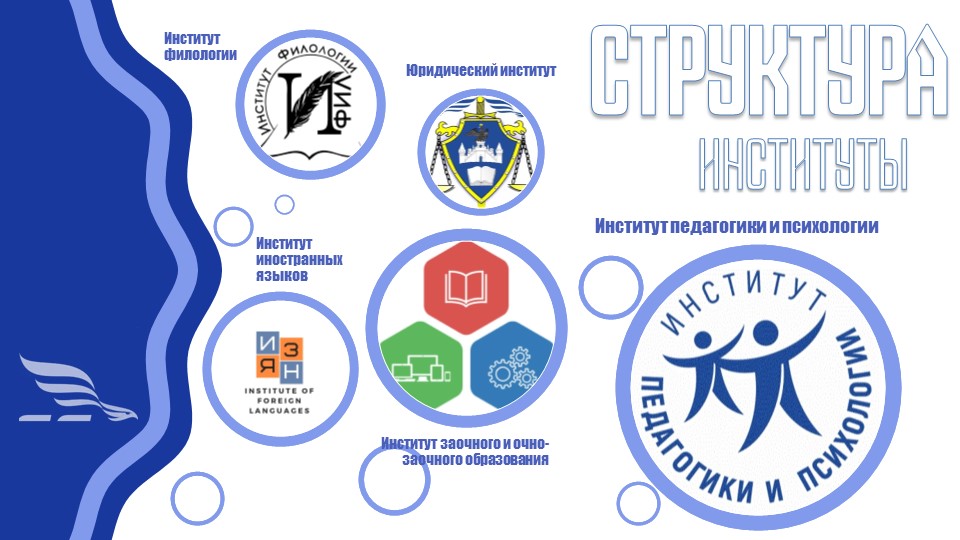 СТРУКТУРА
ИНСТИТУТЫ
Институт
филологии
ИНСТИТУТ ФИЛОЛОГИИ
И
ФИЛ
Юридический институт
Институт
иностранных
языков
И
З
Я
Н
INSTITUTE OF
FOREIGN
LANGUAGES
Институт заочного и очно-
заочного образования
Институт педагогики и психологии
ИНСТИТУТ
ПЕДАГОГИКИ И ПСИХОЛОГИИ